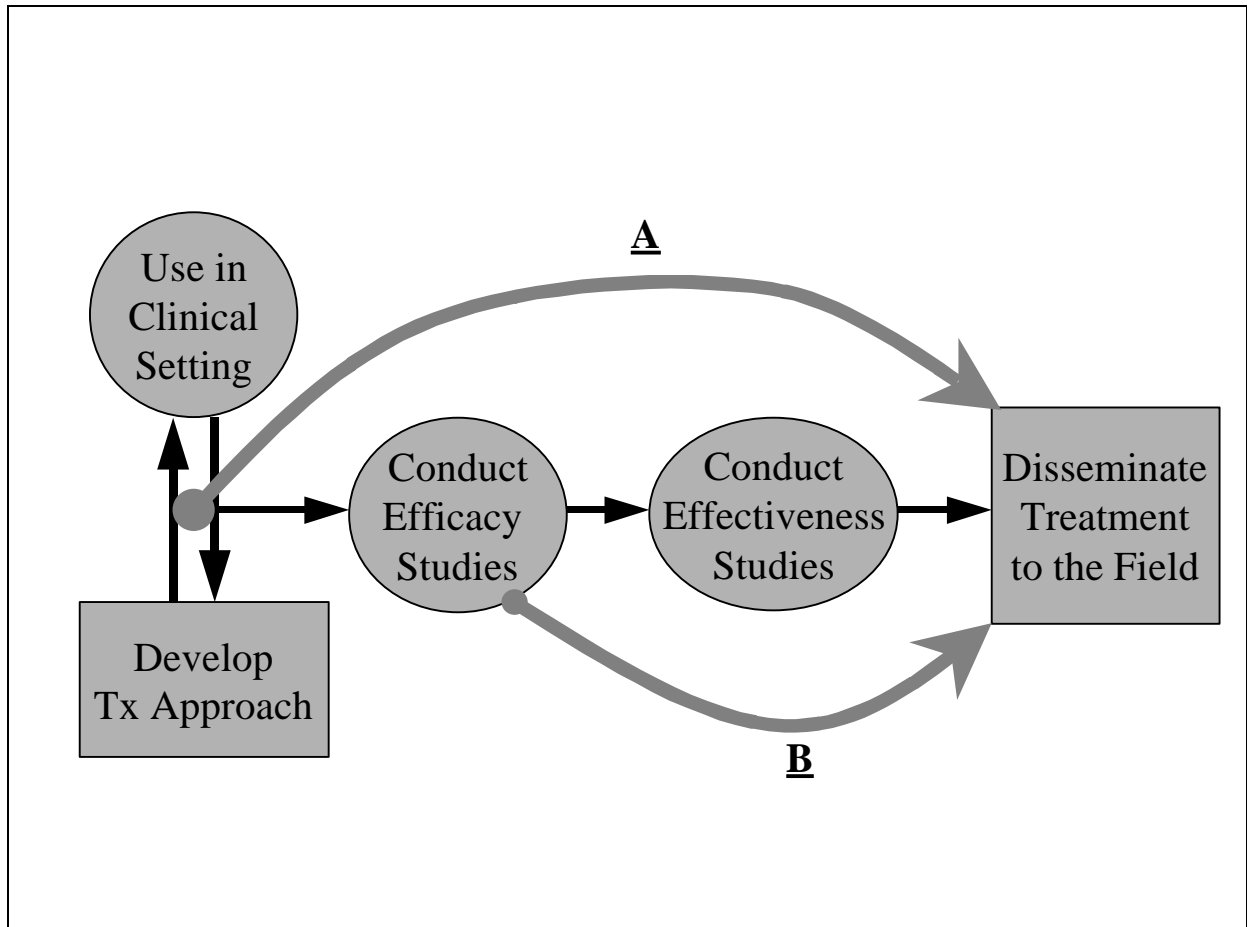 A
Use in
Clinical
Setting
Conduct
Efficacy
Studies
Conduct
Effectiveness
Studies
Disseminate
Treatment
to the Field
Develop
Tx Approach
B